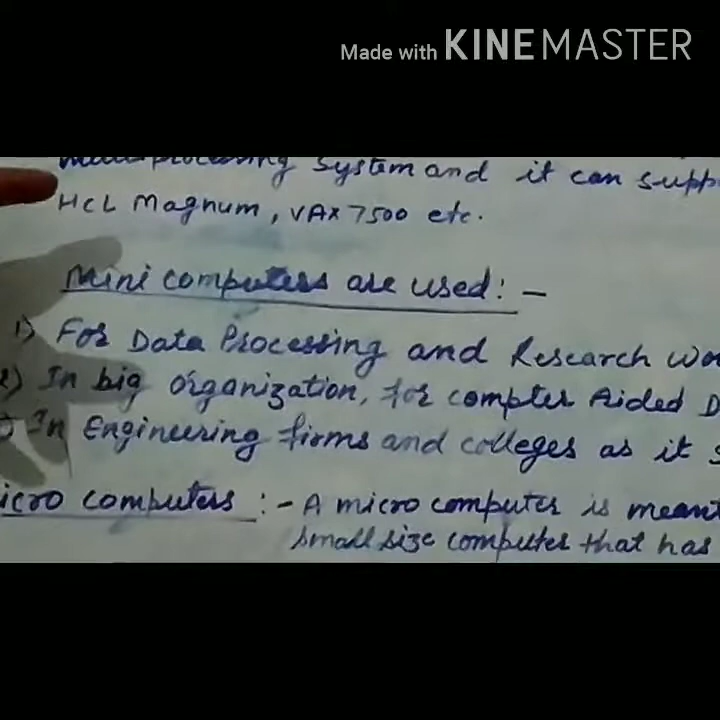 Made with KINEMASTER
processing system and it can supp
HCL Magnum, VAX 7500 etc.
Mini computers are used: -
1) For Data Processing and Research Wo
2) In big organization, for compter Aided D
In Engineering firms and colleges as it s
icro computers :- A micro computer is meant
small size computer that has